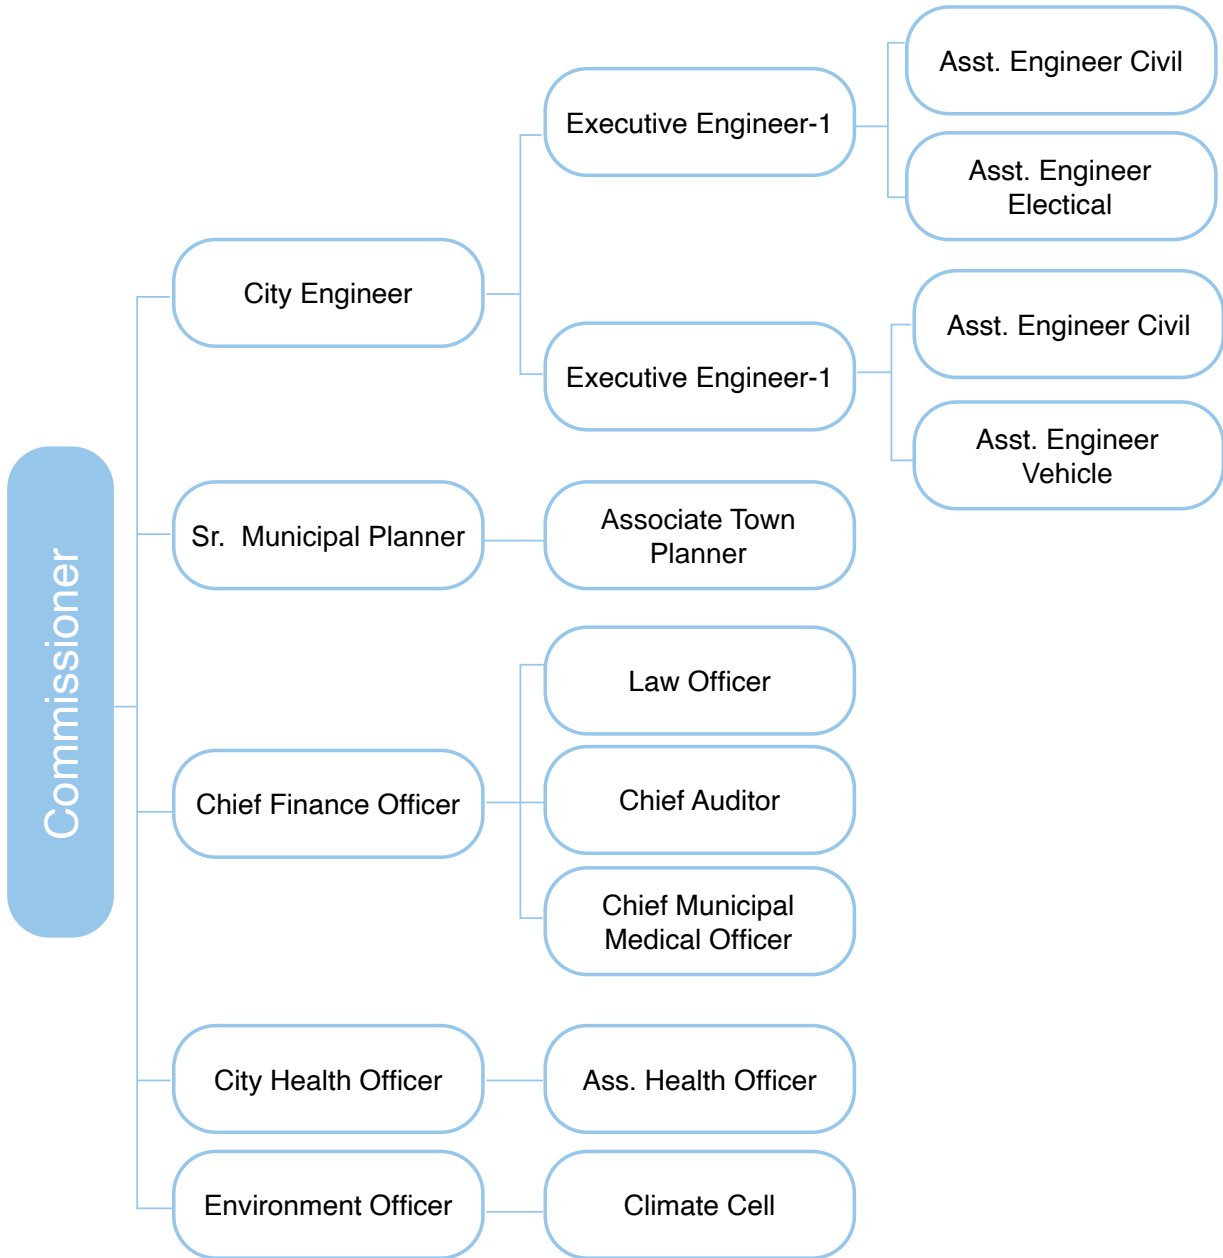 Commissioner
City Engineer
Executive Engineer-1
Asst. Engineer Civil
Asst. Engineer
Electical
Executive Engineer-1
Asst. Engineer Civil
Asst. Engineer
Vehicle
Sr. Municipal Planner
Associate Town
Planner
Chief Finance Officer
Law Officer
Chief Auditor
Chief Municipal
Medical Officer
City Health Officer
Ass. Health Officer
Environment Officer
Climate Cell